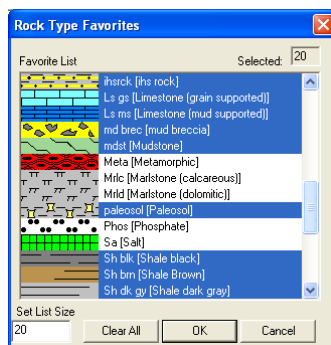 Rock Type Favorites
Favorite List Selected: 20
ihsrck [ihs rock]
Ls gs [Limestone (grain supported)]
Ls ms [Limestone (mud supported)]
md brec [mud breccia]
mdst [Mudstone]
Meta [Metamorphic]
Mrlc [Marlstone (calcareous)]
Mrld [Marlstone (dolomitic)]
paleosol [Paleosol]
Phos [Phosphate]
Sa [Salt]
Sh blk [Shale black]
Sh brn [Shale Brown]
Sh dk gy [Shale dark gray]
Set List Size
20 Clear All OK Cancel